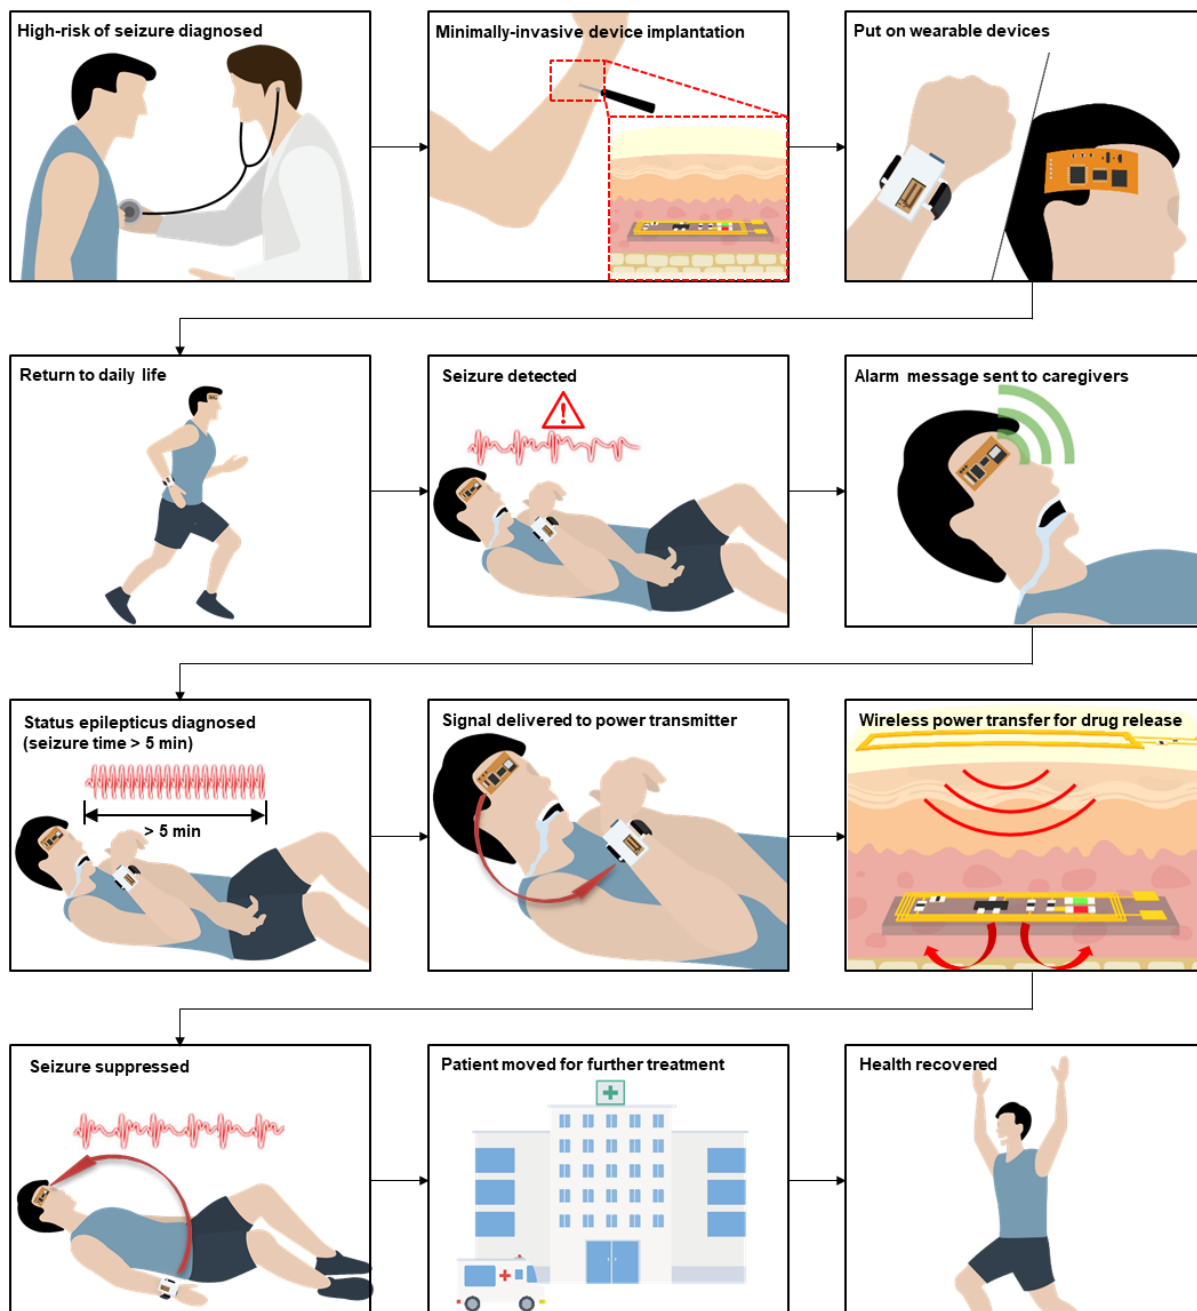 High-risk of seizure diagnosed
Minimally-invasive device implantation
Put on wearable devices
Return to daily life
Seizure detected
Alarm message sent to caregivers
Status epilepticus diagnosed
(seizure time > 5 min)
> 5 min
Signal delivered to power transmitter
Wireless power transfer for drug release
Seizure suppressed
Patient moved for further treatment
Health recovered